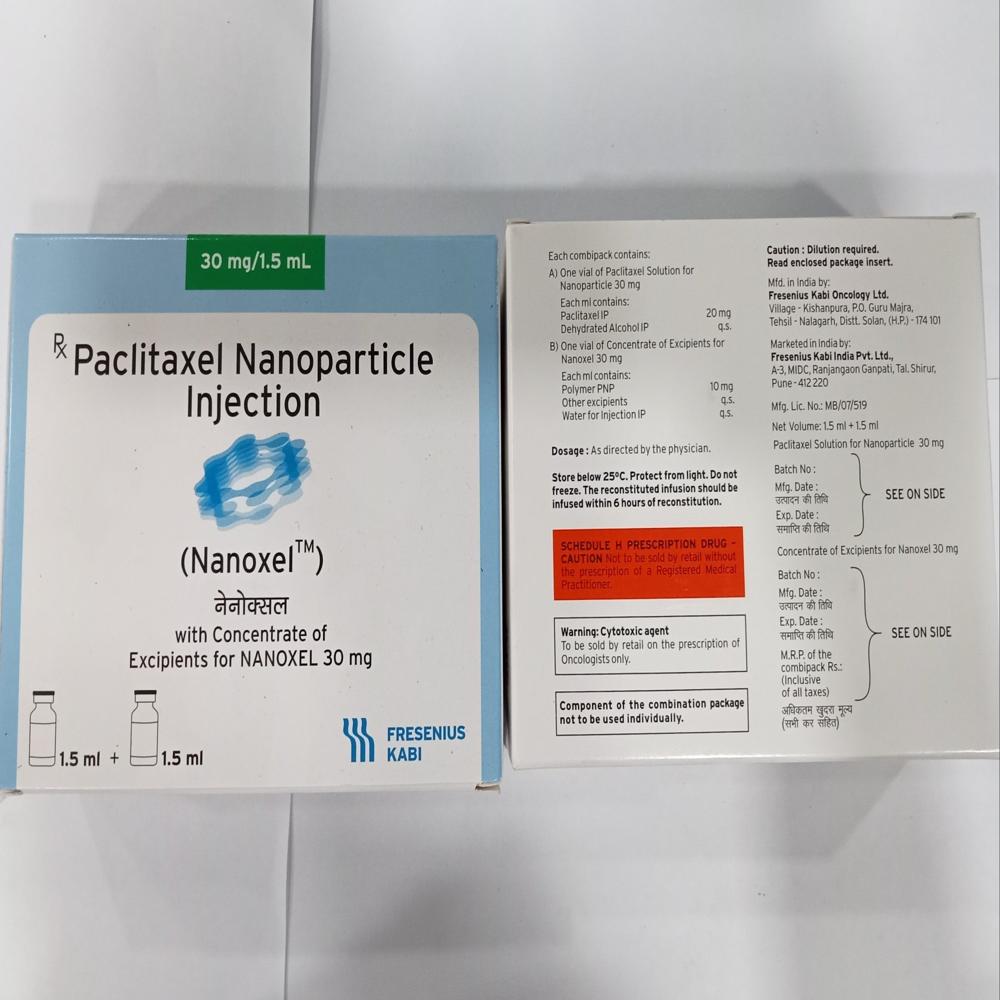 30 mg/1.5 mL
Rx Paclitaxel Nanoparticle
Injection
(Nanoxel™)
नेनोक्सल
with Concentrate of
Excipients for NANOXEL 30 mg
1.5 ml + 1.5 ml
FRESENIUS
KABI
Each combipack contains:
A) One vial of Paclitaxel Solution for
Nanoparticle 30 mg
Each ml contains:
Paclitaxel IP 20 mg
Dehydrated Alcohol IP q.s.
B) One vial of Concentrate of Excipients for
Nanoxel 30 mg
Each ml contains:
Polymer PNP 10 mg
Other excipients q.s.
Water for Injection IP q.s.
Dosage : As directed by the physician.
Store below 25°C. Protect from light. Do not
freeze. The reconstituted infusion should be
infused within 6 hours of reconstitution.
SCHEDULE H PRESCRIPTION DRUG -
CAUTION Not to be sold by retail without
the prescription of a Registered Medical
Practitioner.
Warning: Cytotoxic agent
To be sold by retail on the prescription of
Oncologists only.
Component of the combination package
not to be used individually.
Caution : Dilution required.
Read enclosed package insert.
Mfd. in India by:
Fresenius Kabi Oncology Ltd.
Village - Kishanpura, P.O. Guru Majra,
Tehsil - Nalagarh, Distt. Solan, (H.P.) - 174 101
Marketed in India by:
Fresenius Kabi India Pvt. Ltd.,
A-3, MIDC, Ranjangaon Ganpati, Tal. Shirur,
Pune - 412 220
Mfg. Lic. No.: MB/07/519
Net Volume: 1.5 ml + 1.5 ml
Paclitaxel Solution for Nanoparticle 30 mg
Batch No :
Mfg. Date :
उत्पादन की तिथि
SEE ON SIDE
Exp. Date :
समाप्ति की तिथि
Concentrate of Excipients for Nanoxel 30 mg
Batch No :
Mfg. Date :
उत्पादन की तिथि
Exp. Date :
समाप्ति की तिथि
SEE ON SIDE
M.R.P. of the
combipack Rs.:
(Inclusive
of all taxes)
अधिकतम खुदरा मूल्य
(सभी कर सहित)